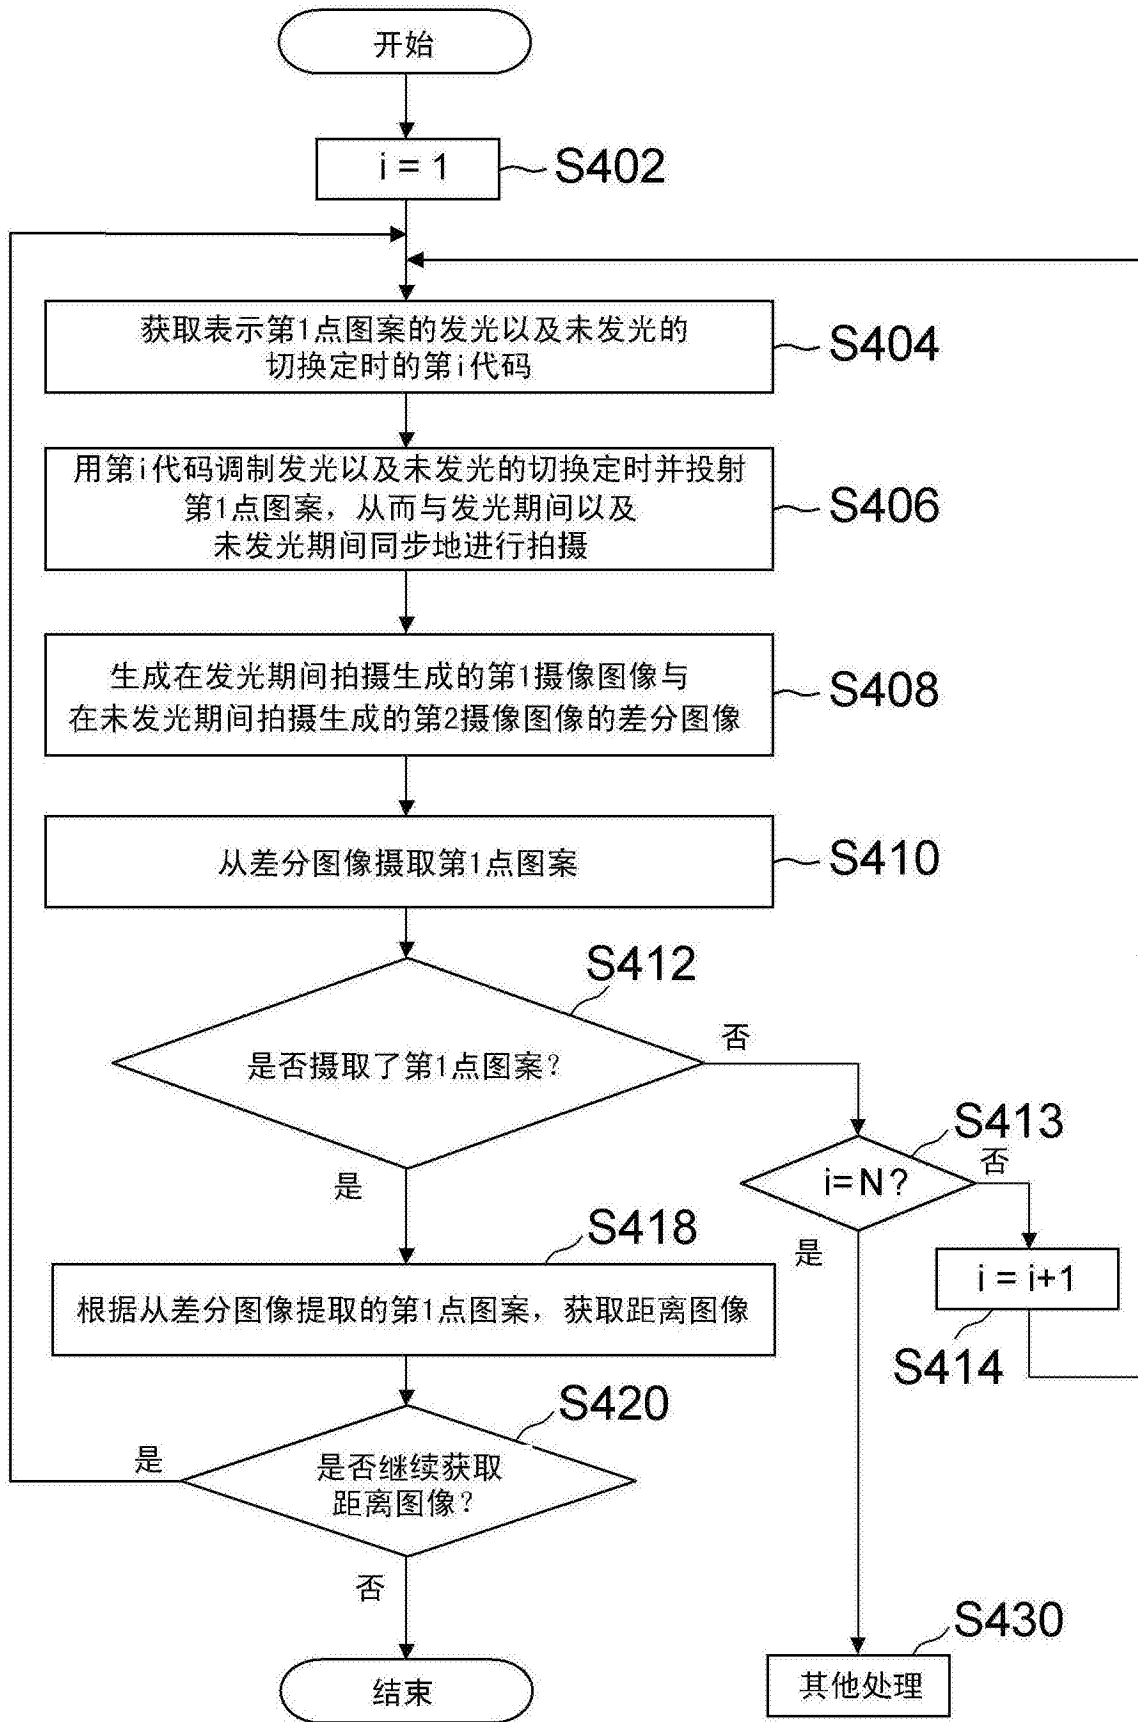 开始
i = 1
S402
获取表示第1点图案的发光以及未发光的
切换定时的第i代码
S404
用第i代码调制发光以及未发光的切换定时并投射
第1点图案，从而与发光期间以及
未发光期间同步地进行拍摄
S406
生成在发光期间拍摄生成的第1摄像图像与
在未发光期间拍摄生成的第2摄像图像的差分图像
S408
从差分图像摄取第1点图案
S410
S412
是否摄取了第1点图案？
否
是
S413
i=N？
否
是
i = i+1
S414
S418
根据从差分图像提取的第1点图案，获取距离图像
S420
是否继续获取
距离图像？
是
否
结束
S430
其他处理